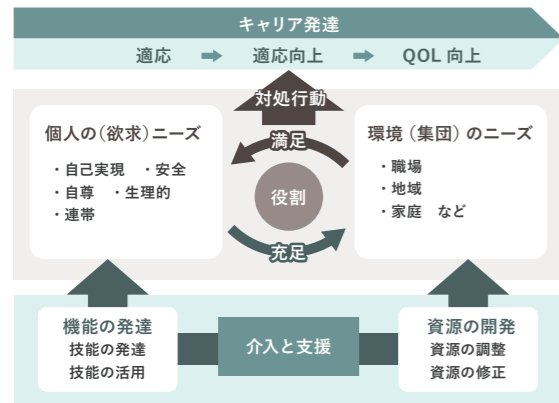 キャリア発達
適応 ➡ 適応向上 ➡ QOL 向上
対処行動
個人の（欲求）ニーズ
・自己実現　・安全
・自尊　・生理的
・連帯
満足
役割
充足
環境（集団）のニーズ
・職場
・地域
・家庭　など
機能の発達
技能の発達
技能の活用
介入と支援
資源の開発
資源の調整
資源の修正